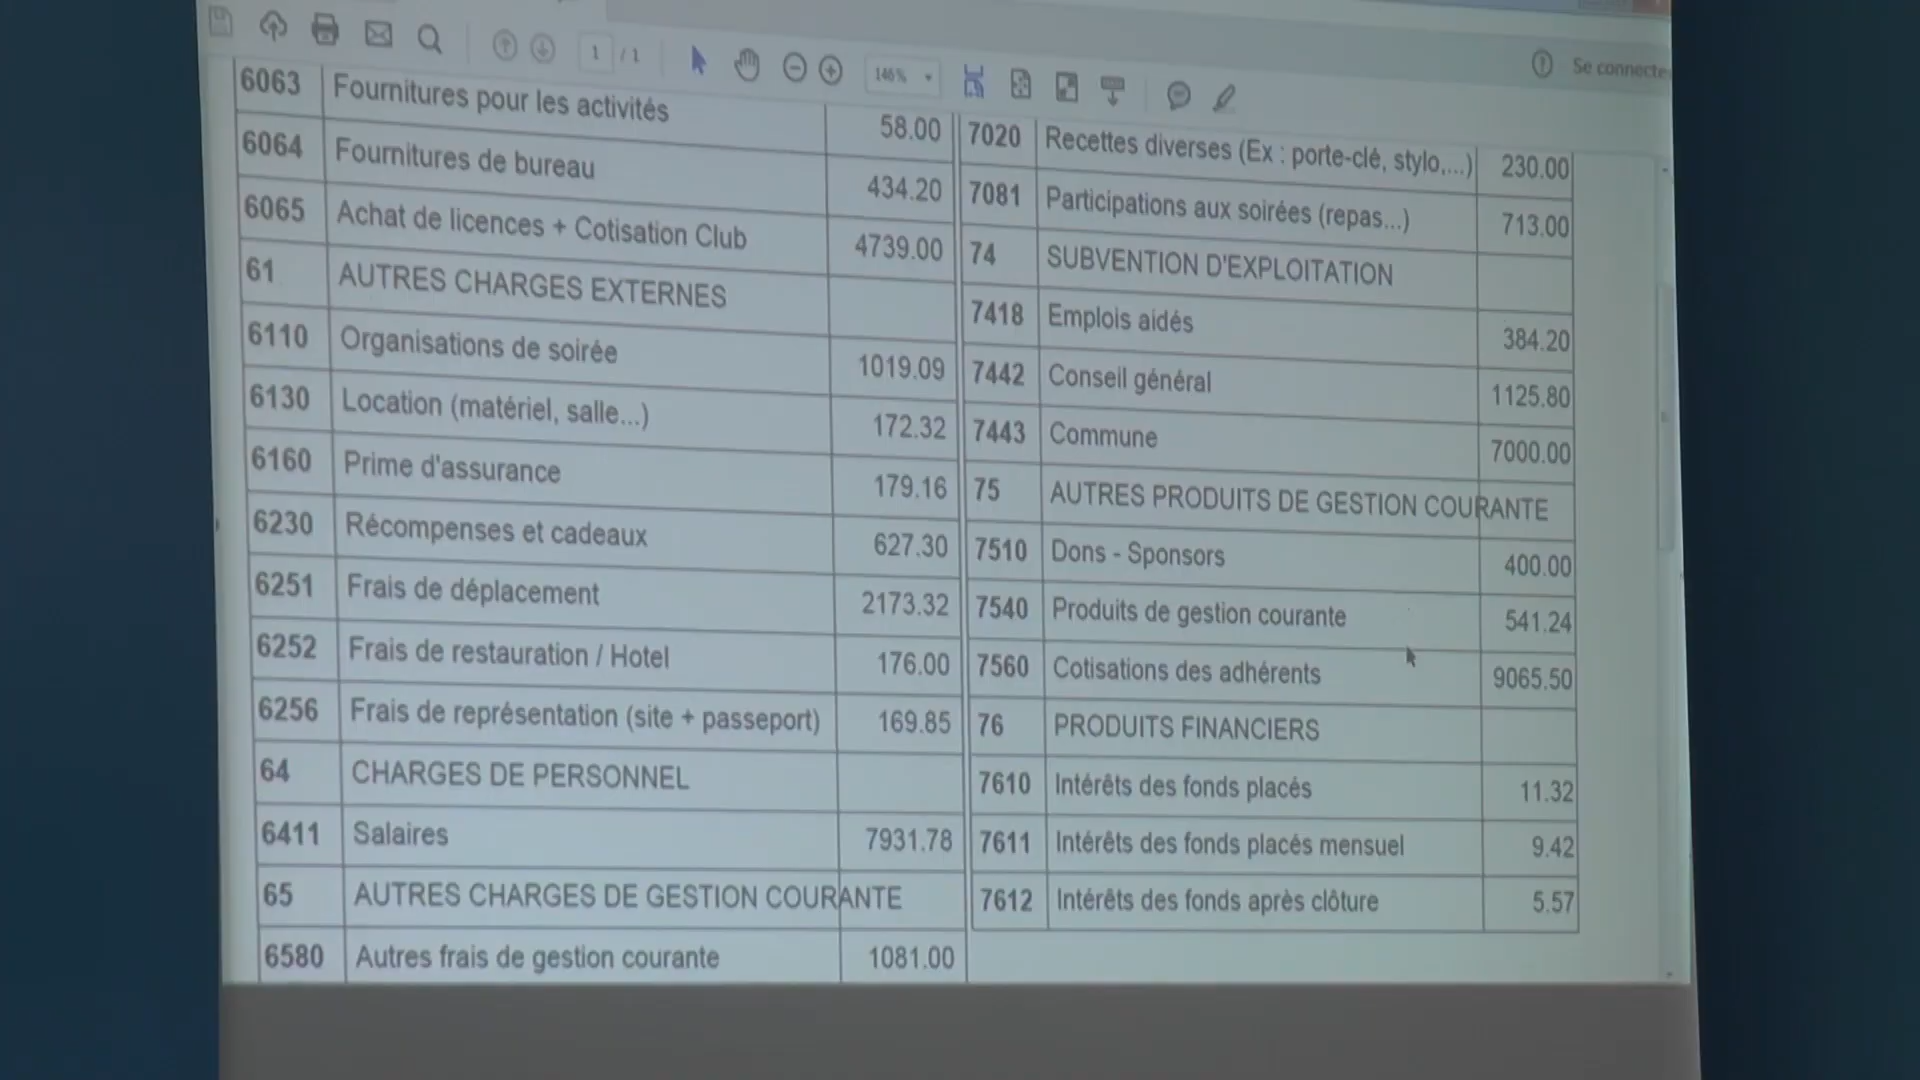 1 / 1
146%
Se connecte
6063 Fournitures pour les activités 58.00
6064 Fournitures de bureau 434.20
6065 Achat de licences + Cotisation Club 4739.00
61 AUTRES CHARGES EXTERNES
6110 Organisations de soirée 1019.09
6130 Location (matériel, salle...) 172.32
6160 Prime d'assurance 179.16
6230 Récompenses et cadeaux 627.30
6251 Frais de déplacement 2173.32
6252 Frais de restauration / Hotel 176.00
6256 Frais de représentation (site + passeport) 169.85
64 CHARGES DE PERSONNEL
6411 Salaires 7931.78
65 AUTRES CHARGES DE GESTION COURANTE
6580 Autres frais de gestion courante 1081.00
7020 Recettes diverses (Ex : porte-clé, stylo,...) 230.00
7081 Participations aux soirées (repas...) 713.00
74 SUBVENTION D'EXPLOITATION
7418 Emplois aidés 384.20
7442 Conseil général 1125.80
7443 Commune 7000.00
75 AUTRES PRODUITS DE GESTION COURANTE
7510 Dons - Sponsors 400.00
7540 Produits de gestion courante 541.24
7560 Cotisations des adhérents 9065.50
76 PRODUITS FINANCIERS
7610 Intérêts des fonds placés 11.32
7611 Intérêts des fonds placés mensuel 9.42
7612 Intérêts des fonds après clôture 5.57